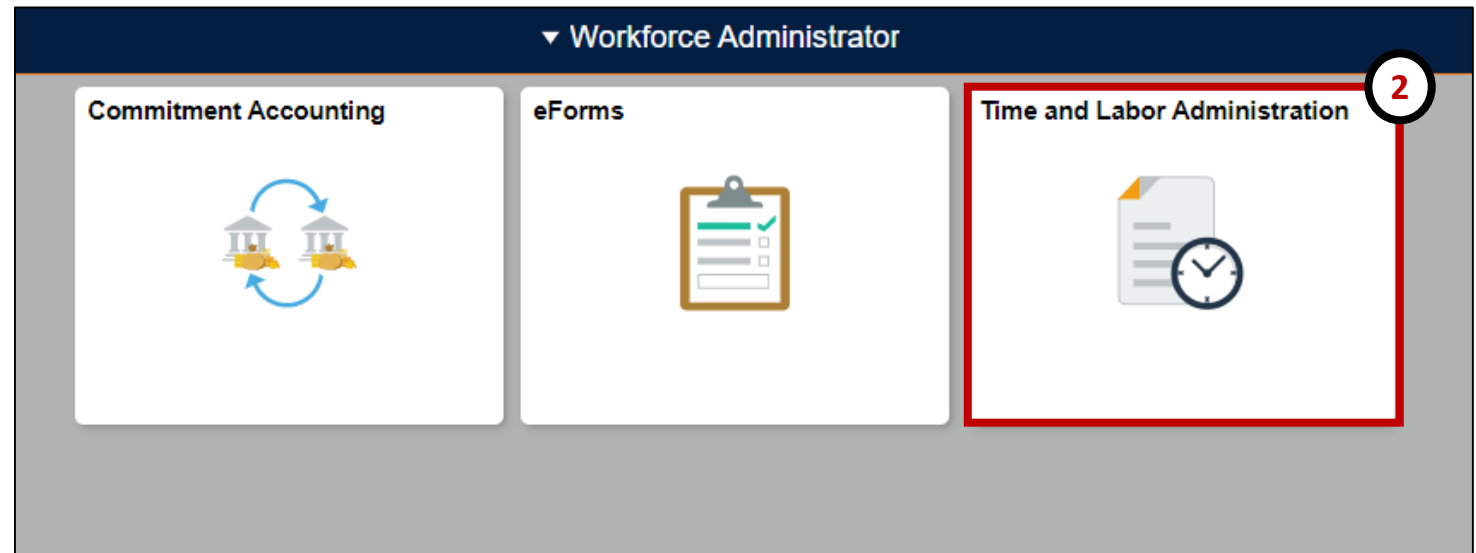 ▼ Workforce Administrator
Commitment Accounting
eForms
Time and Labor Administration
2